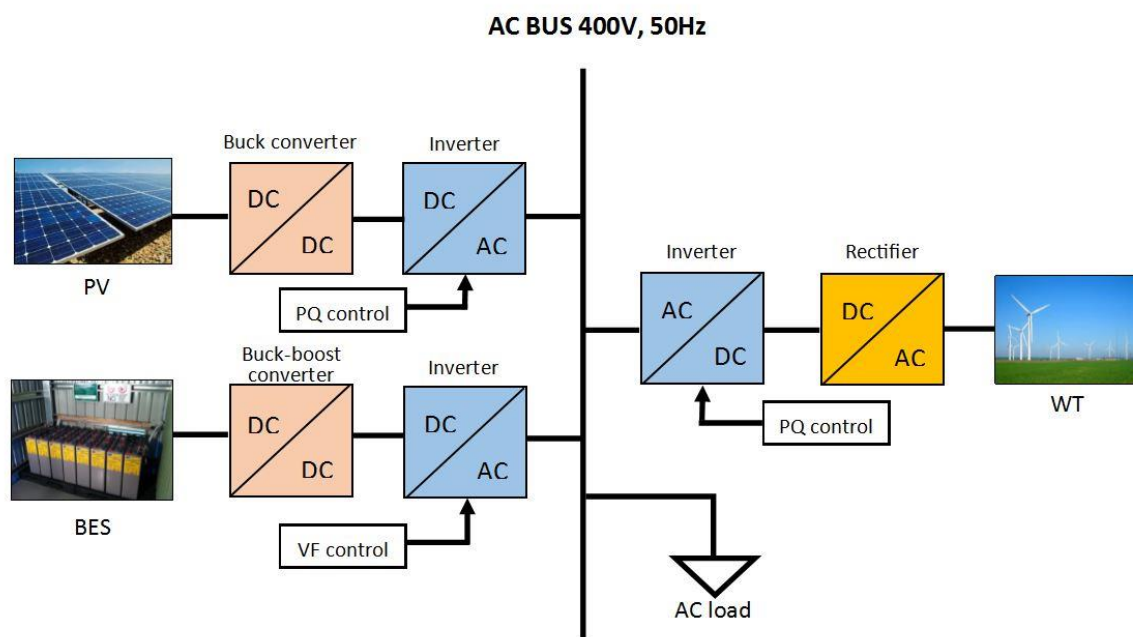 AC BUS 400V, 50Hz
Buck converter
Inverter
DC
DC
DC
AC
PV
PQ control
Buck-boost
converter
Inverter
DC
DC
DC
AC
BES
VF control
Inverter
Rectifier
AC
DC
DC
AC
WT
PQ control
AC load